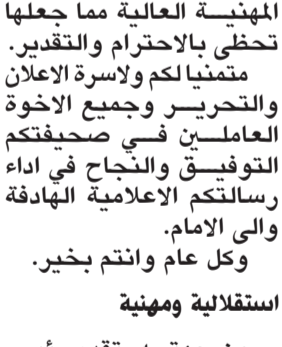 المهنية العالية مما جعلها
تحظى بالاحترام والتقدير.
متمنيا لكم ولاسرة الاعلان
والتحرير وجميع الاخوة
العاملين في صحيفتكم
التوفيق والنجاح في اداء
رسالتكم الاعلامية الهادفة
والى الامام.
وكل عام وانتم بخير.
استقلالية ومهنية